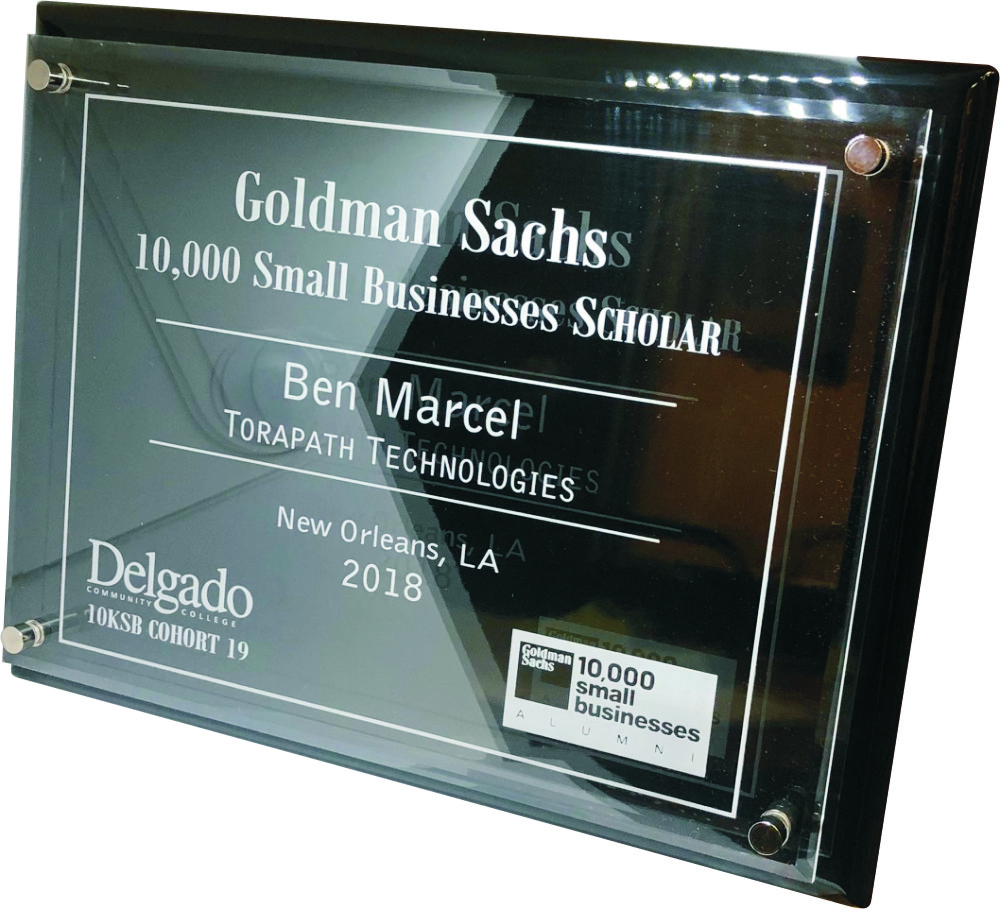 Goldman Sachs
10,000 Small Businesses SCHOLAR
Ben Marcel
TORAPATH TECHNOLOGIES
New Orleans, LA
2018
Delgado
COMMUNITY COLLEGE
10KSB COHORT 19
Goldman
Sachs
10,000
small
businesses
ALUMNI